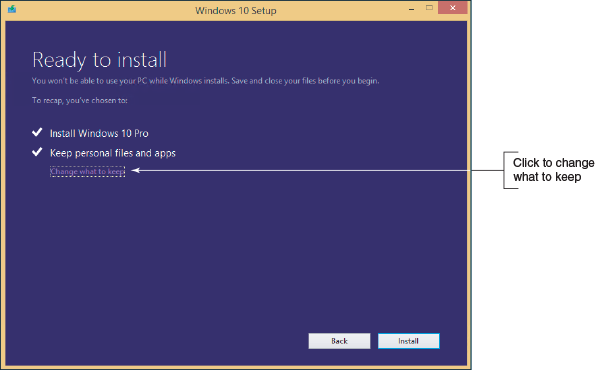 Windows 10 Setup
Ready to install
You won't be able to use your PC while Windows installs. Save and close your files before you begin.
To recap, you've chosen to:
Install Windows 10 Pro
Keep personal files and apps
Change what to keep
Click to change
what to keep
Back
Install